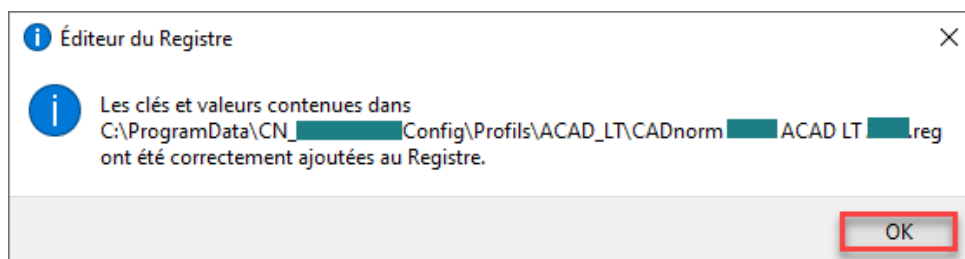 Éditeur du Registre
Les clés et valeurs contenues dans
C:\ProgramData\CN_ Config\Profils\ACAD_LT\CADnorm ACAD LT .reg
ont été correctement ajoutées au Registre.
OK